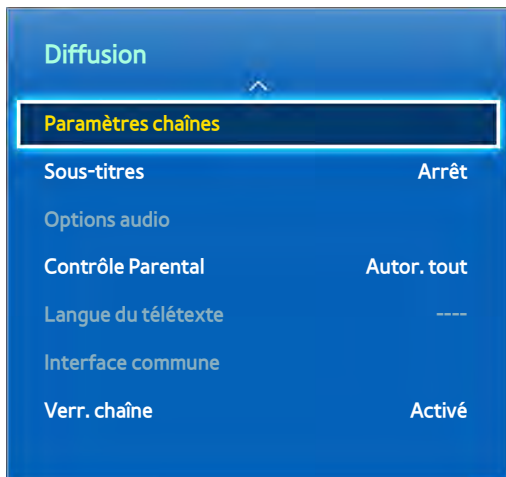 Diffusion
Paramètres chaînes
Sous-titres Arrêt
Options audio
Contrôle Parental Autor. tout
Langue du télétexte ----
Interface commune
Verr. chaîne Activé